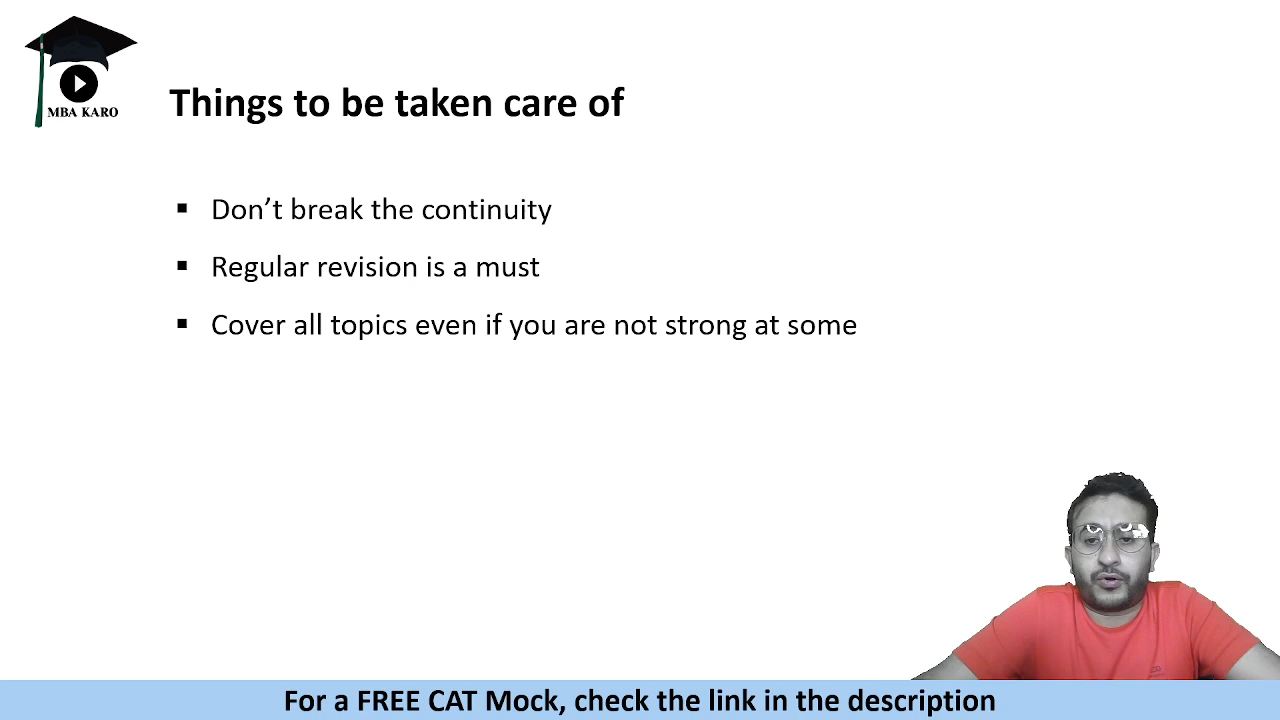 MBA KARO
Things to be taken care of
Don’t break the continuity
Regular revision is a must
Cover all topics even if you are not strong at some
For a FREE CAT Mock, check the link in the description